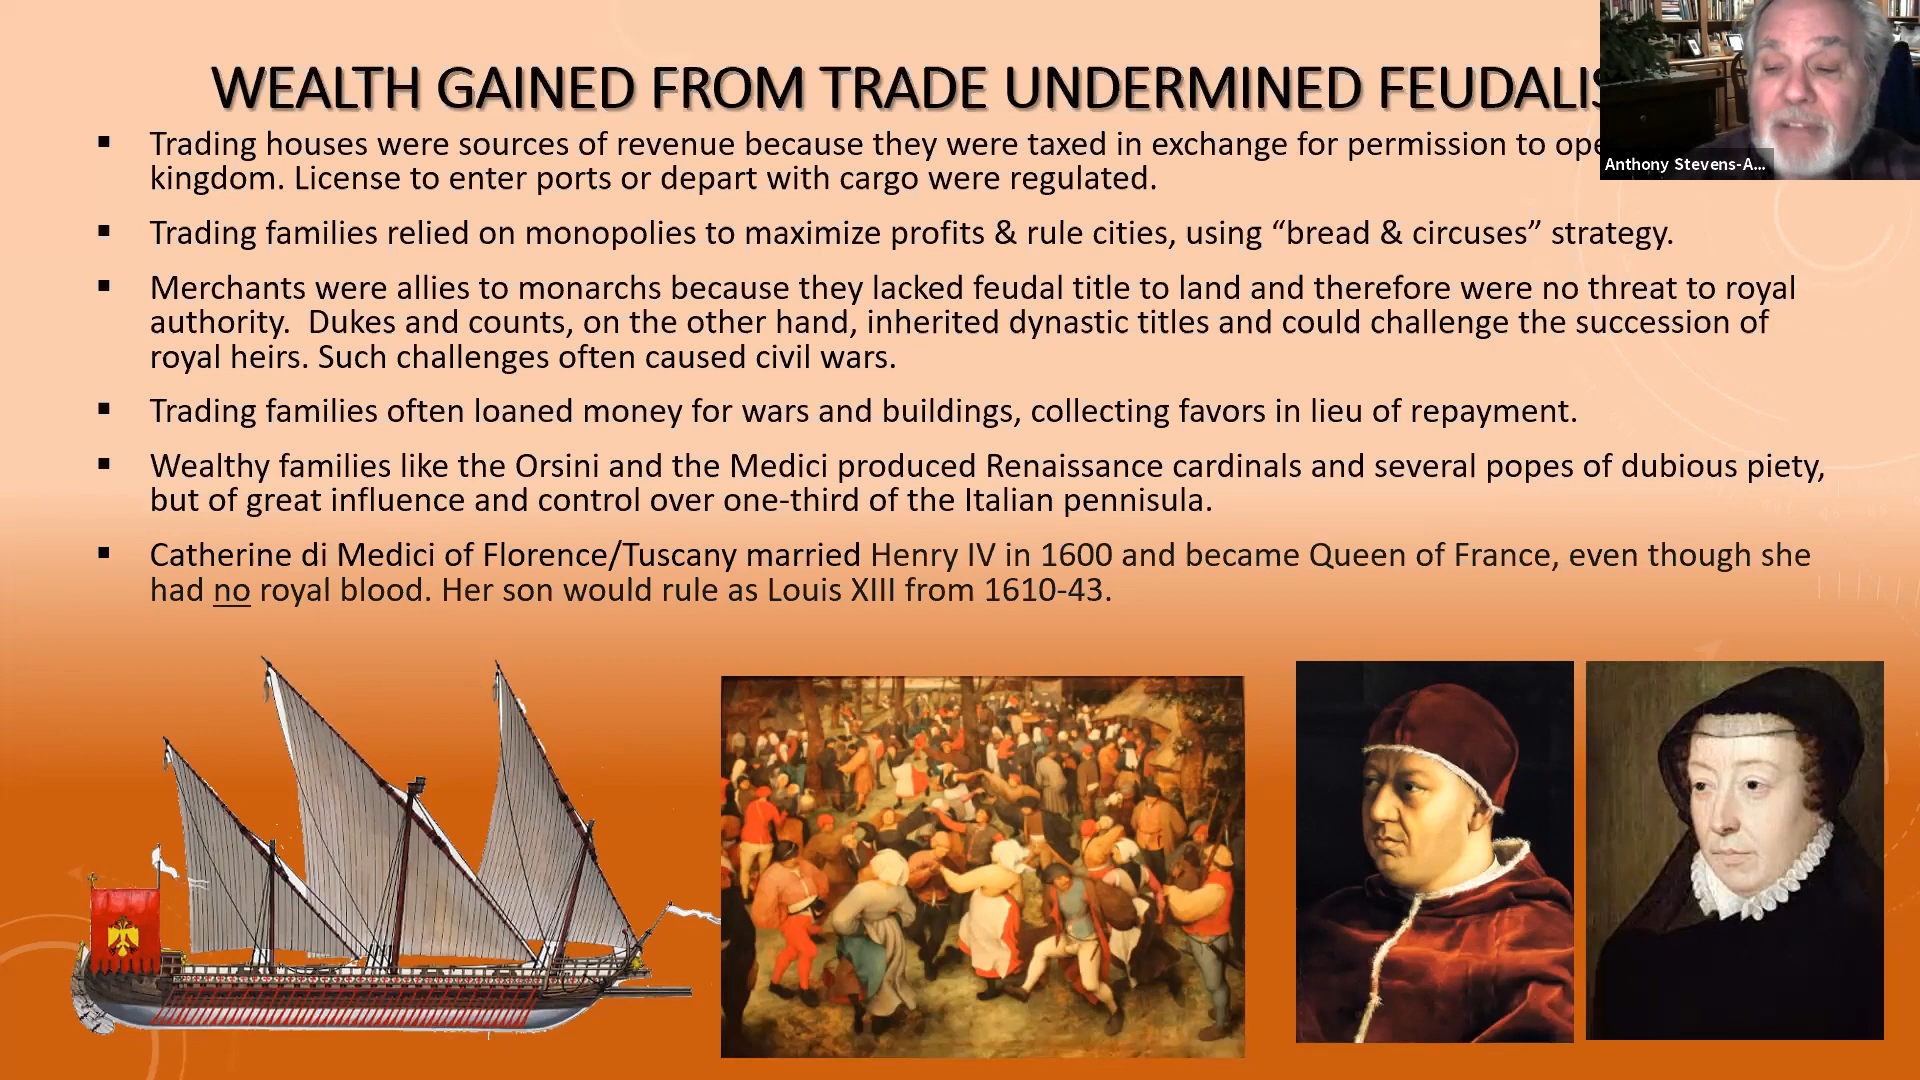 WEALTH GAINED FROM TRADE UNDERMINED FEUDALIS
▪ Trading houses were sources of revenue because they were taxed in exchange for permission to ope
kingdom. License to enter ports or depart with cargo were regulated.
▪ Trading families relied on monopolies to maximize profits & rule cities, using “bread & circuses” strategy.
▪ Merchants were allies to monarchs because they lacked feudal title to land and therefore were no threat to royal
authority. Dukes and counts, on the other hand, inherited dynastic titles and could challenge the succession of
royal heirs. Such challenges often caused civil wars.
▪ Trading families often loaned money for wars and buildings, collecting favors in lieu of repayment.
▪ Wealthy families like the Orsini and the Medici produced Renaissance cardinals and several popes of dubious piety,
but of great influence and control over one-third of the Italian pennisula.
▪ Catherine di Medici of Florence/Tuscany married Henry IV in 1600 and became Queen of France, even though she
had no royal blood. Her son would rule as Louis XIII from 1610-43.
Anthony Stevens-A...